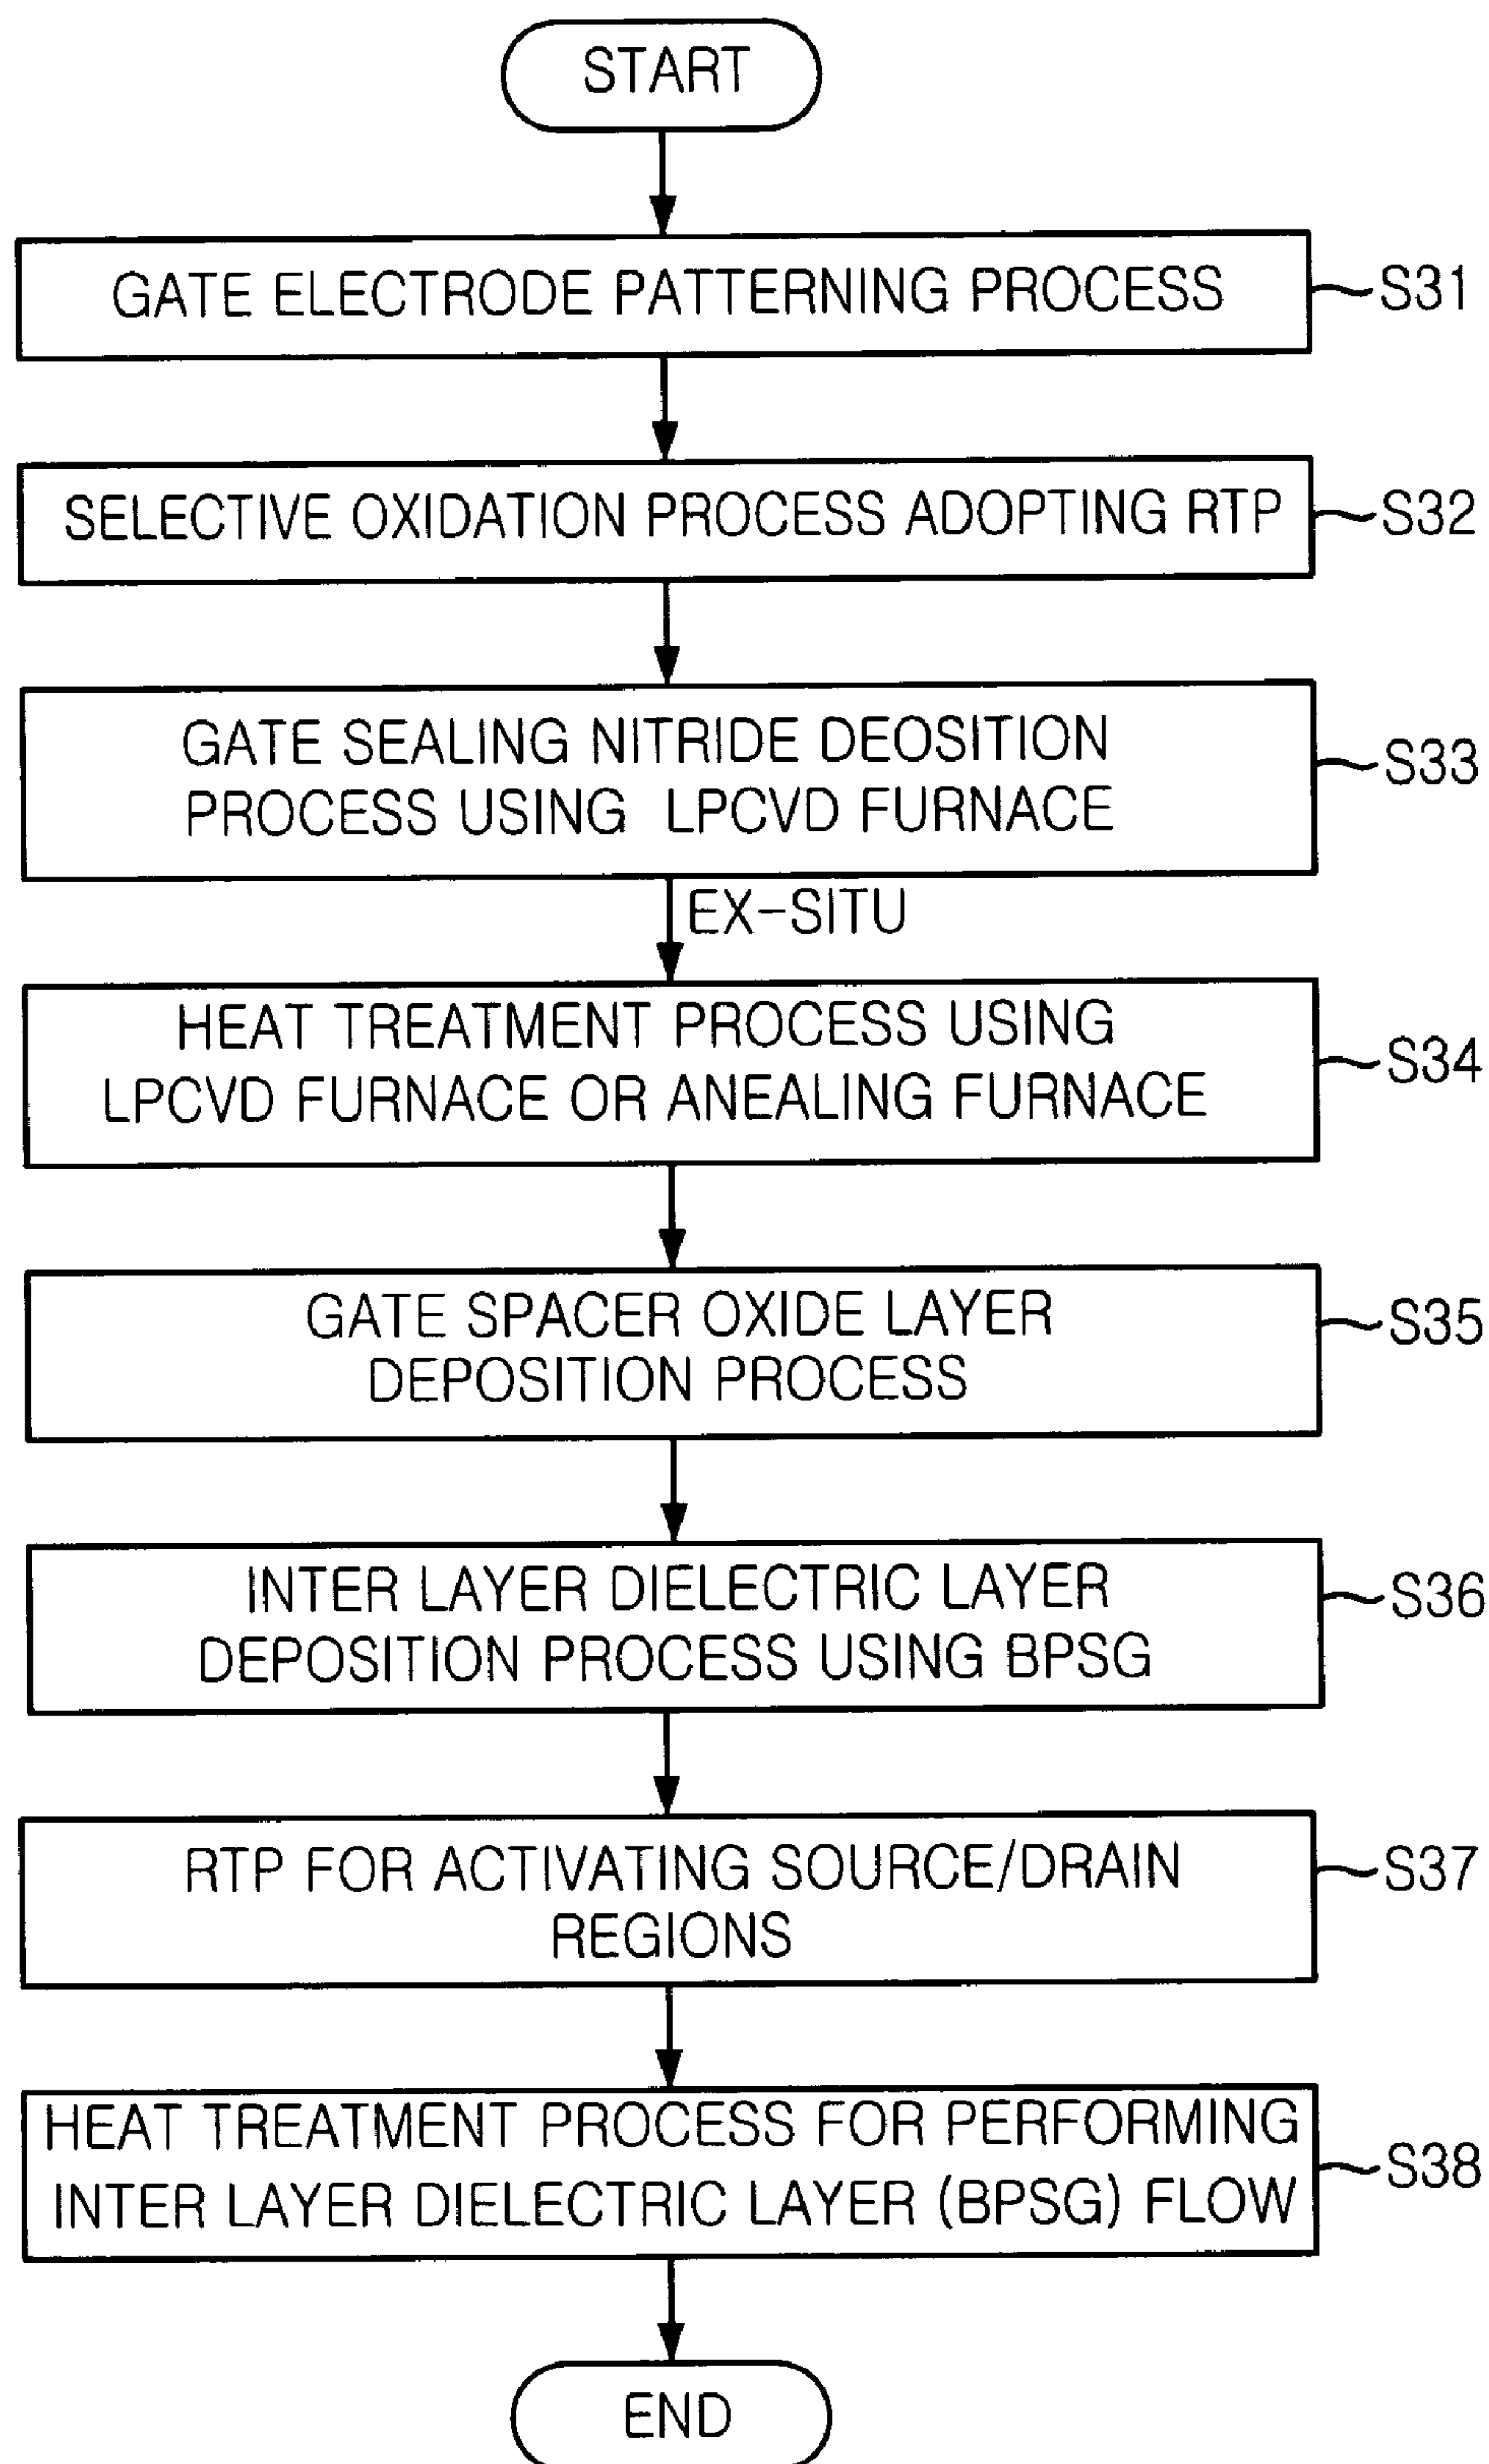 START
GATE ELECTRODE PATTERNING PROCESS
S31
SELECTIVE OXIDATION PROCESS ADOPTING RTP
S32
GATE SEALING NITRIDE DEOSITION
PROCESS USING LPCVD FURNACE
S33
EX-SITU
HEAT TREATMENT PROCESS USING
LPCVD FURNACE OR ANEALING FURNACE
S34
GATE SPACER OXIDE LAYER
DEPOSITION PROCESS
S35
INTER LAYER DIELECTRIC LAYER
DEPOSITION PROCESS USING BPSG
S36
RTP FOR ACTIVATING SOURCE/DRAIN
REGIONS
S37
HEAT TREATMENT PROCESS FOR PERFORMING
INTER LAYER DIELECTRIC LAYER (BPSG) FLOW
S38
END